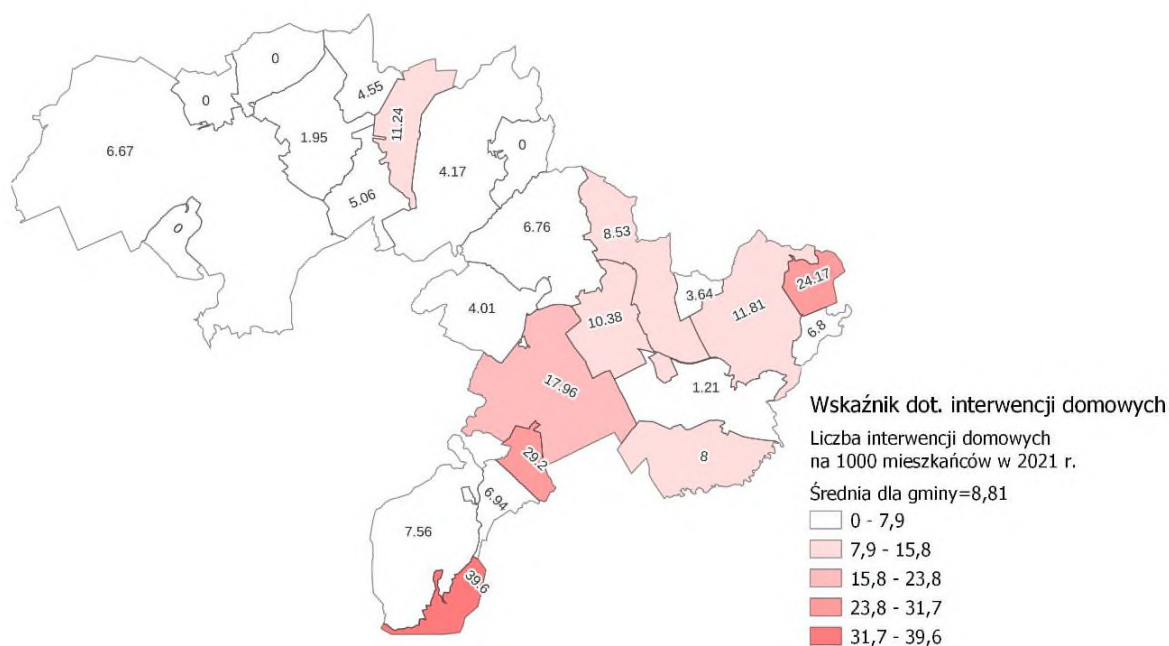 0
4.55
0
11.24
1.95
0
6.67
4.17
5.06
0
6.76
8.53
24.17
3.64
4.01
11.81
10.38
6.8
17.96
1.21
29.2
8
6.94
7.56
39.6
Wskaźnik dot. interwencji domowych
Liczba interwencji domowych
na 1000 mieszkańców w 2021 r.
Średnia dla gminy=8,81
0 - 7,9
7,9 - 15,8
15,8 - 23,8
23,8 - 31,7
31,7 - 39,6